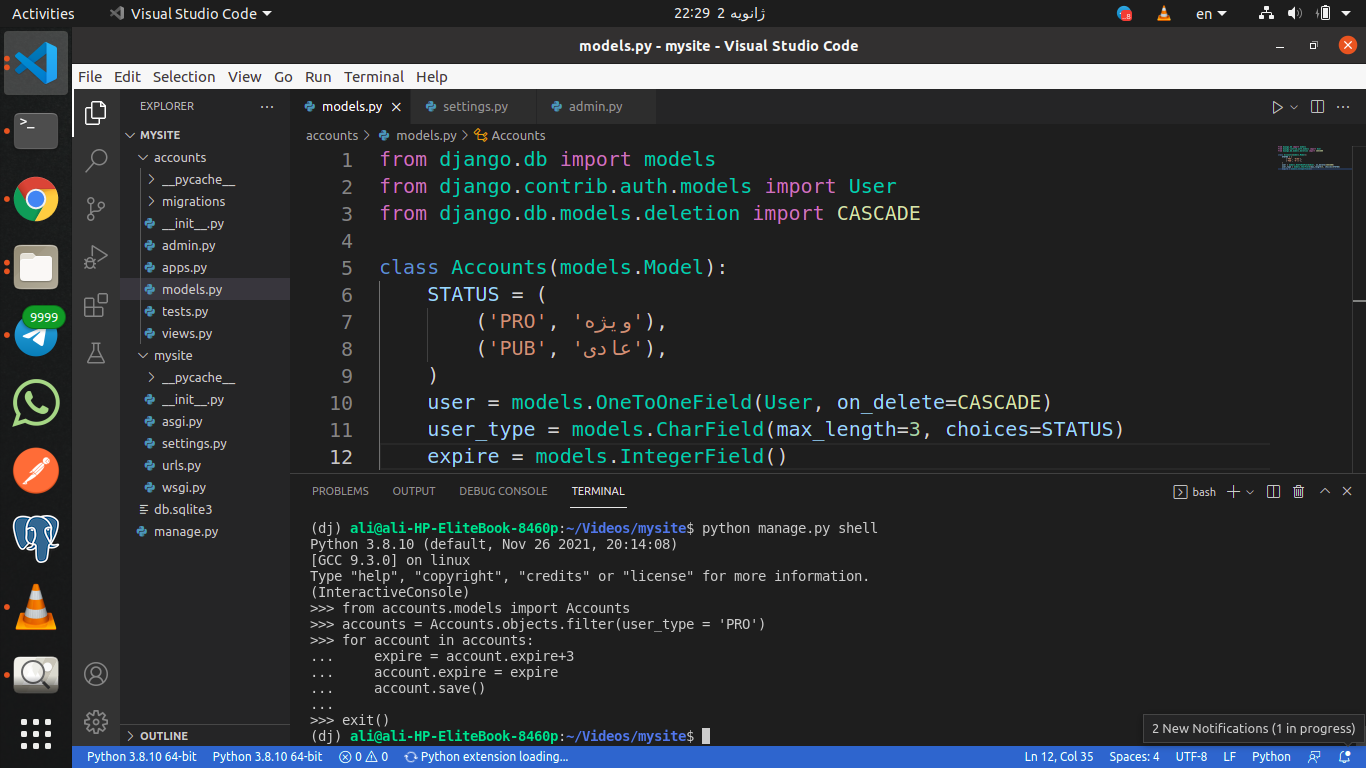 Activities
Visual Studio Code
ژانویه 2 22:29
8
en
models.py - mysite - Visual Studio Code
File Edit Selection View Go Run Terminal Help
EXPLORER
MYSITE
accounts
__pycache__
migrations
__init__.py
admin.py
apps.py
models.py
tests.py
views.py
mysite
__pycache__
__init__.py
asgi.py
settings.py
urls.py
wsgi.py
db.sqlite3
manage.py
OUTLINE
9999
models.py settings.py admin.py
accounts > models.py > Accounts
1 from django.db import models
2 from django.contrib.auth.models import User
3 from django.db.models.deletion import CASCADE
4
5 class Accounts(models.Model):
6 STATUS = (
7 ('PRO', 'ویژه'),
8 ('PUB', 'عادی'),
9 )
10 user = models.OneToOneField(User, on_delete=CASCADE)
11 user_type = models.CharField(max_length=3, choices=STATUS)
12 expire = models.IntegerField()
PROBLEMS OUTPUT DEBUG CONSOLE TERMINAL
bash
(dj) ali@ali-HP-EliteBook-8460p:~/Videos/mysite$ python manage.py shell
Python 3.8.10 (default, Nov 26 2021, 20:14:08)
[GCC 9.3.0] on linux
Type "help", "copyright", "credits" or "license" for more information.
(InteractiveConsole)
>>> from accounts.models import Accounts
>>> accounts = Accounts.objects.filter(user_type = 'PRO')
>>> for account in accounts:
...     expire = account.expire+3
...     account.expire = expire
...     account.save()
...
>>> exit()
(dj) ali@ali-HP-EliteBook-8460p:~/Videos/mysite$
2 New Notifications (1 in progress)
Python 3.8.10 64-bit Python 3.8.10 64-bit 0 0 Python extension loading... Ln 12, Col 35 Spaces: 4 UTF-8 LF Python